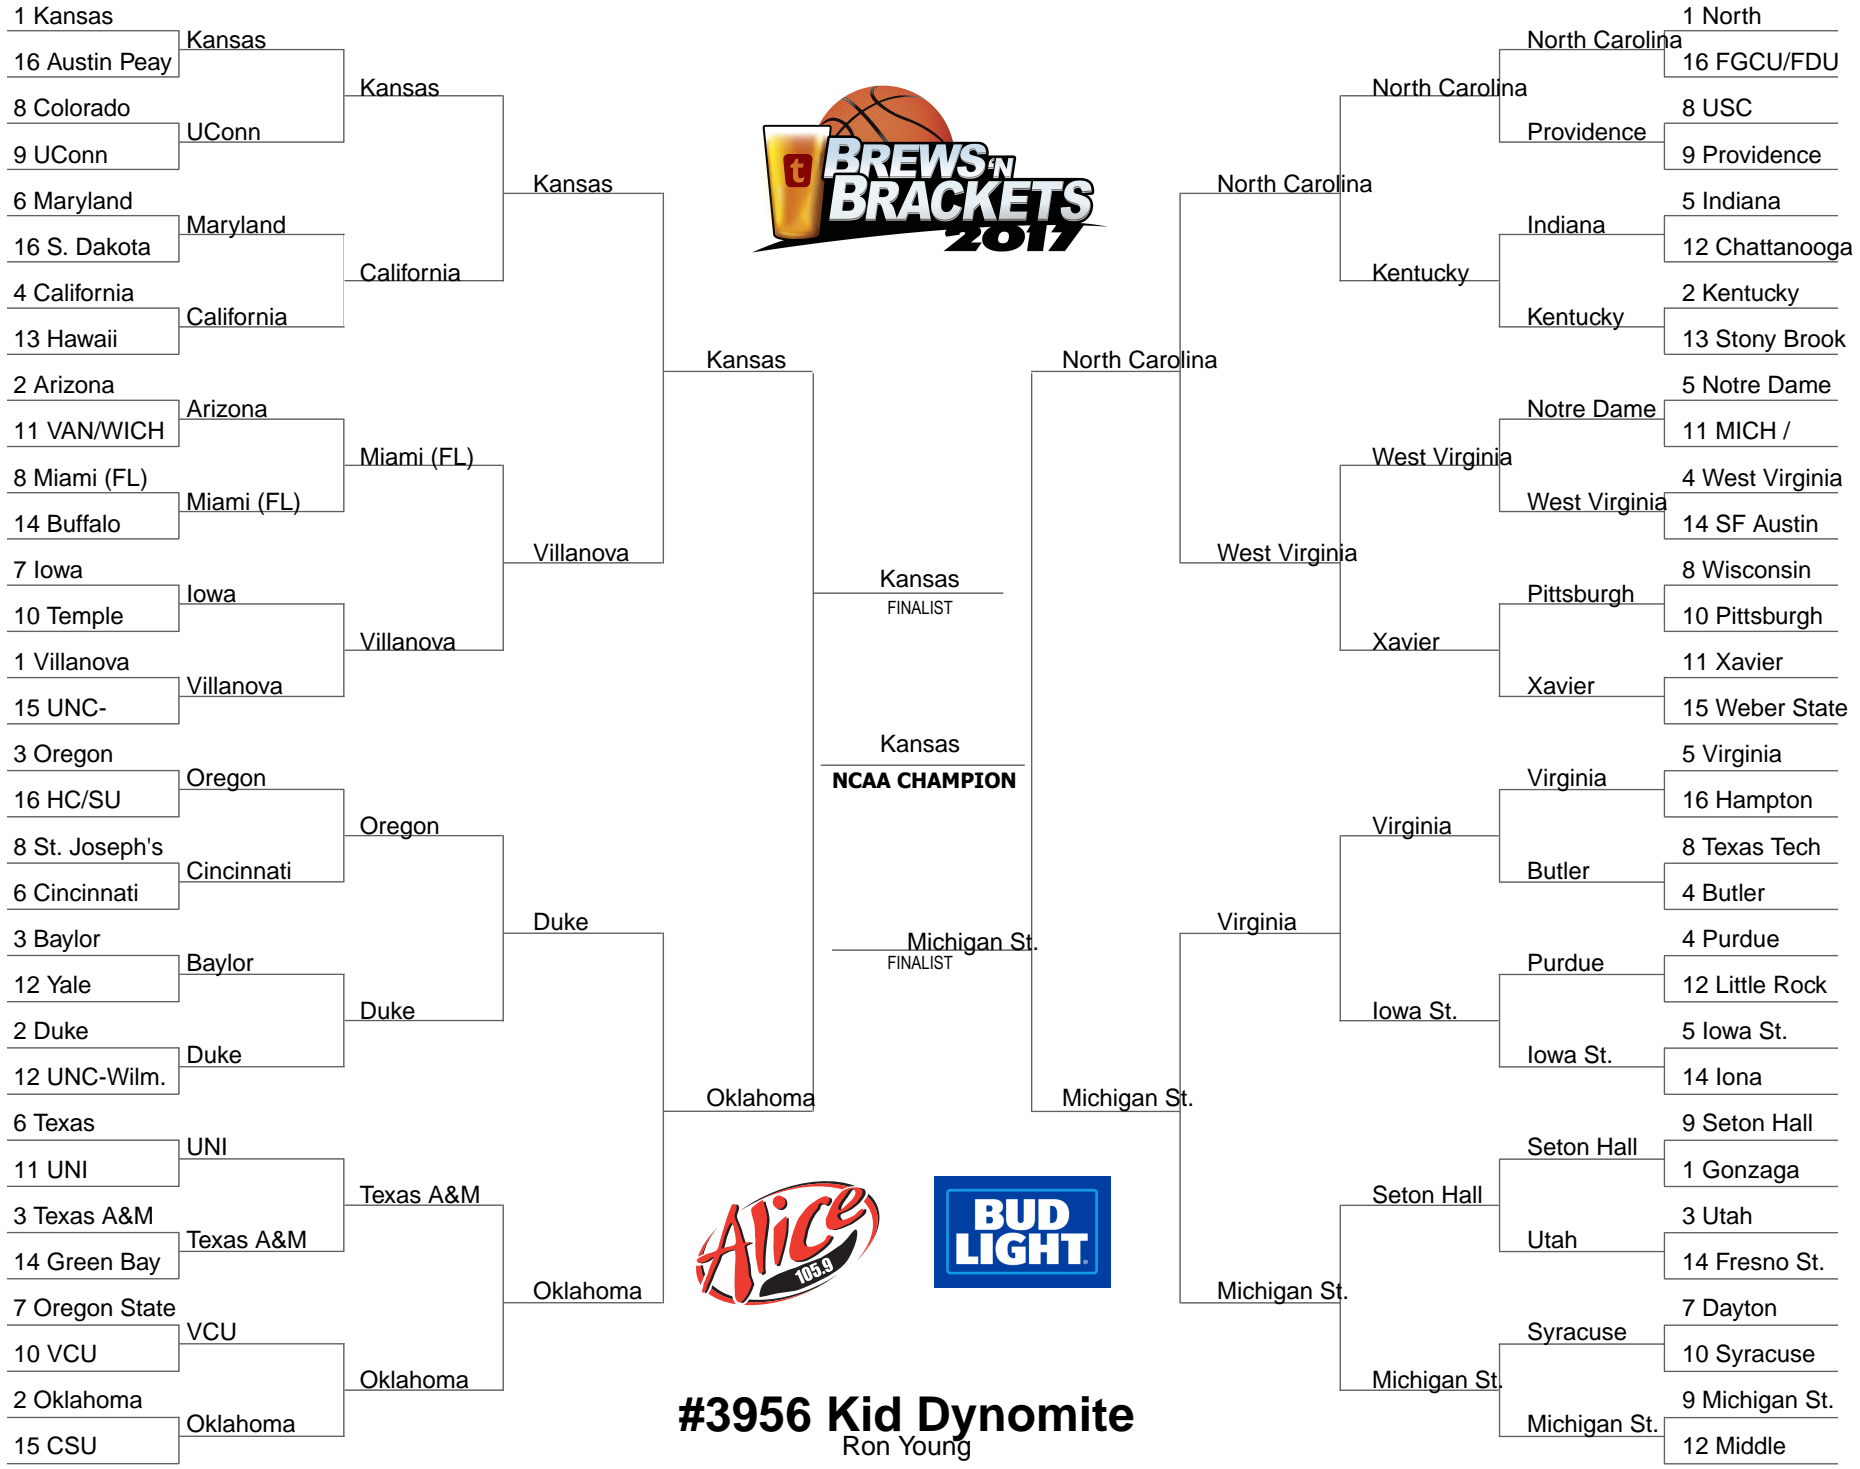 1 Kansas
16 Austin Peay
8 Colorado
9 UConn
6 Maryland
16 S. Dakota
4 California
13 Hawaii
2 Arizona
11 VAN/WICH
8 Miami (FL)
14 Buffalo
7 Iowa
10 Temple
1 Villanova
15 UNC-
3 Oregon
16 HC/SU
8 St. Joseph's
6 Cincinnati
3 Baylor
12 Yale
2 Duke
12 UNC-Wilm.
6 Texas
11 UNI
3 Texas A&M
14 Green Bay
7 Oregon State
10 VCU
2 Oklahoma
15 CSU
Kansas
UConn
Maryland
California
Arizona
Miami (FL)
Iowa
Villanova
Oregon
Cincinnati
Baylor
Duke
UNI
Texas A&M
VCU
Oklahoma
Kansas
California
Miami (FL)
Villanova
Oregon
Duke
Texas A&M
Oklahoma
Kansas
Villanova
Duke
Oklahoma
Kansas
Oklahoma
t
BREWS 'N
BRACKETS
2017
Kansas
FINALIST
Kansas
NCAA CHAMPION
Michigan St.
FINALIST
Alice
105.9
BUD
LIGHT
#3956 Kid Dynomite
Ron Young
North Carolina
Michigan St.
North Carolina
West Virginia
Virginia
Michigan St.
North Carolina
Kentucky
West Virginia
Xavier
Virginia
Iowa St.
Seton Hall
Michigan St.
North Carolina
Providence
Indiana
Kentucky
Notre Dame
West Virginia
Pittsburgh
Xavier
Virginia
Butler
Purdue
Iowa St.
Seton Hall
Utah
Syracuse
Michigan St.
1 North
16 FGCU/FDU
8 USC
9 Providence
5 Indiana
12 Chattanooga
2 Kentucky
13 Stony Brook
5 Notre Dame
11 MICH /
4 West Virginia
14 SF Austin
8 Wisconsin
10 Pittsburgh
11 Xavier
15 Weber State
5 Virginia
16 Hampton
8 Texas Tech
4 Butler
4 Purdue
12 Little Rock
5 Iowa St.
14 Iona
9 Seton Hall
1 Gonzaga
3 Utah
14 Fresno St.
7 Dayton
10 Syracuse
9 Michigan St.
12 Middle